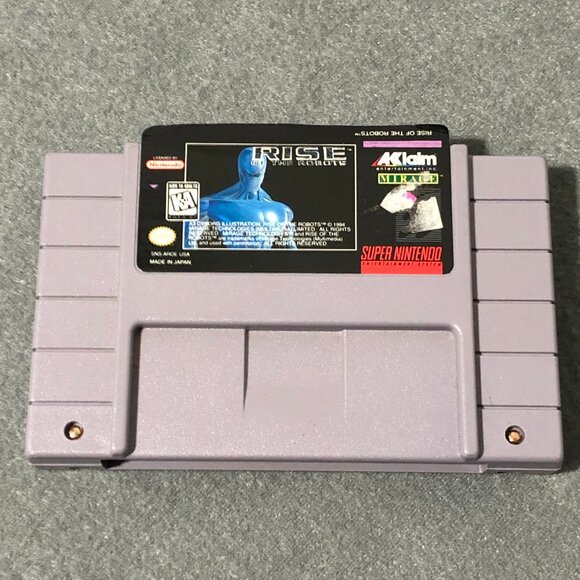 RISE OF THE ROBOTS™
LICENSED BY
Nintendo
RISE
OF THE ROBOTS
AKlaim
entertainment, inc.
MIRAGE
KIDS TO ADULTS
K-A
A3 CYBORG ILLUSTRATION, RISE OF THE ROBOTS™ © 1994
MIRAGE TECHNOLOGIES (MULTIMEDIA) LIMITED. ALL RIGHTS
RESERVED. MIRAGE TECHNOLOGIES™ and RISE OF THE
ROBOTS™ are trademarks of Mirage Technologies (Multimedia)
Ltd. and used with permission. ALL RIGHTS RESERVED.
SNS-AROE-USA
MADE IN JAPAN
SUPER NINTENDO
ENTERTAINMENT SYSTEM